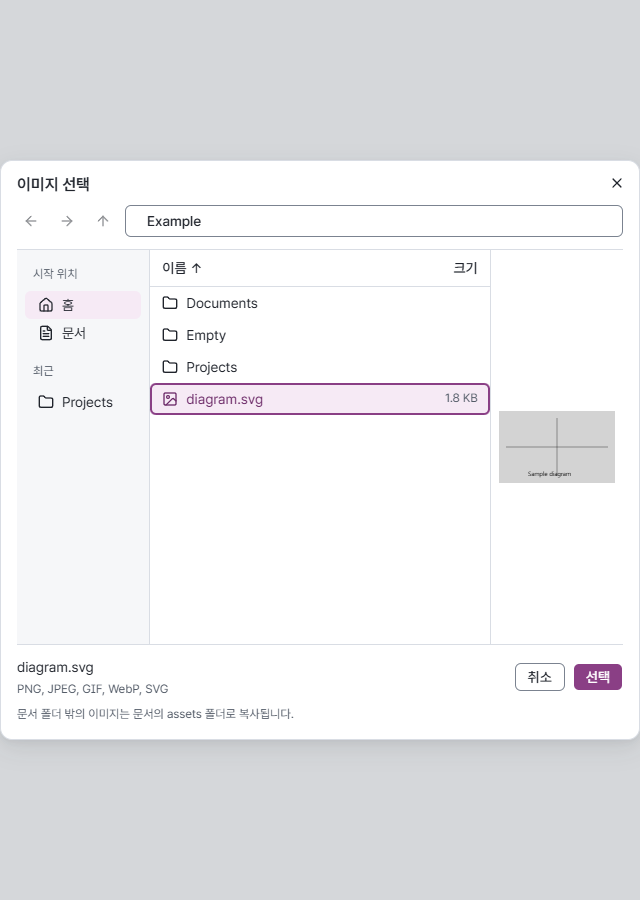 이미지 선택
Example
시작 위치
홈
문서
최근
Projects
이름 크기
Documents
Empty
Projects
diagram.svg 1.8 KB
Sample diagram
diagram.svg
PNG, JPEG, GIF, WebP, SVG
취소 선택
문서 폴더 밖의 이미지는 문서의 assets 폴더로 복사됩니다.